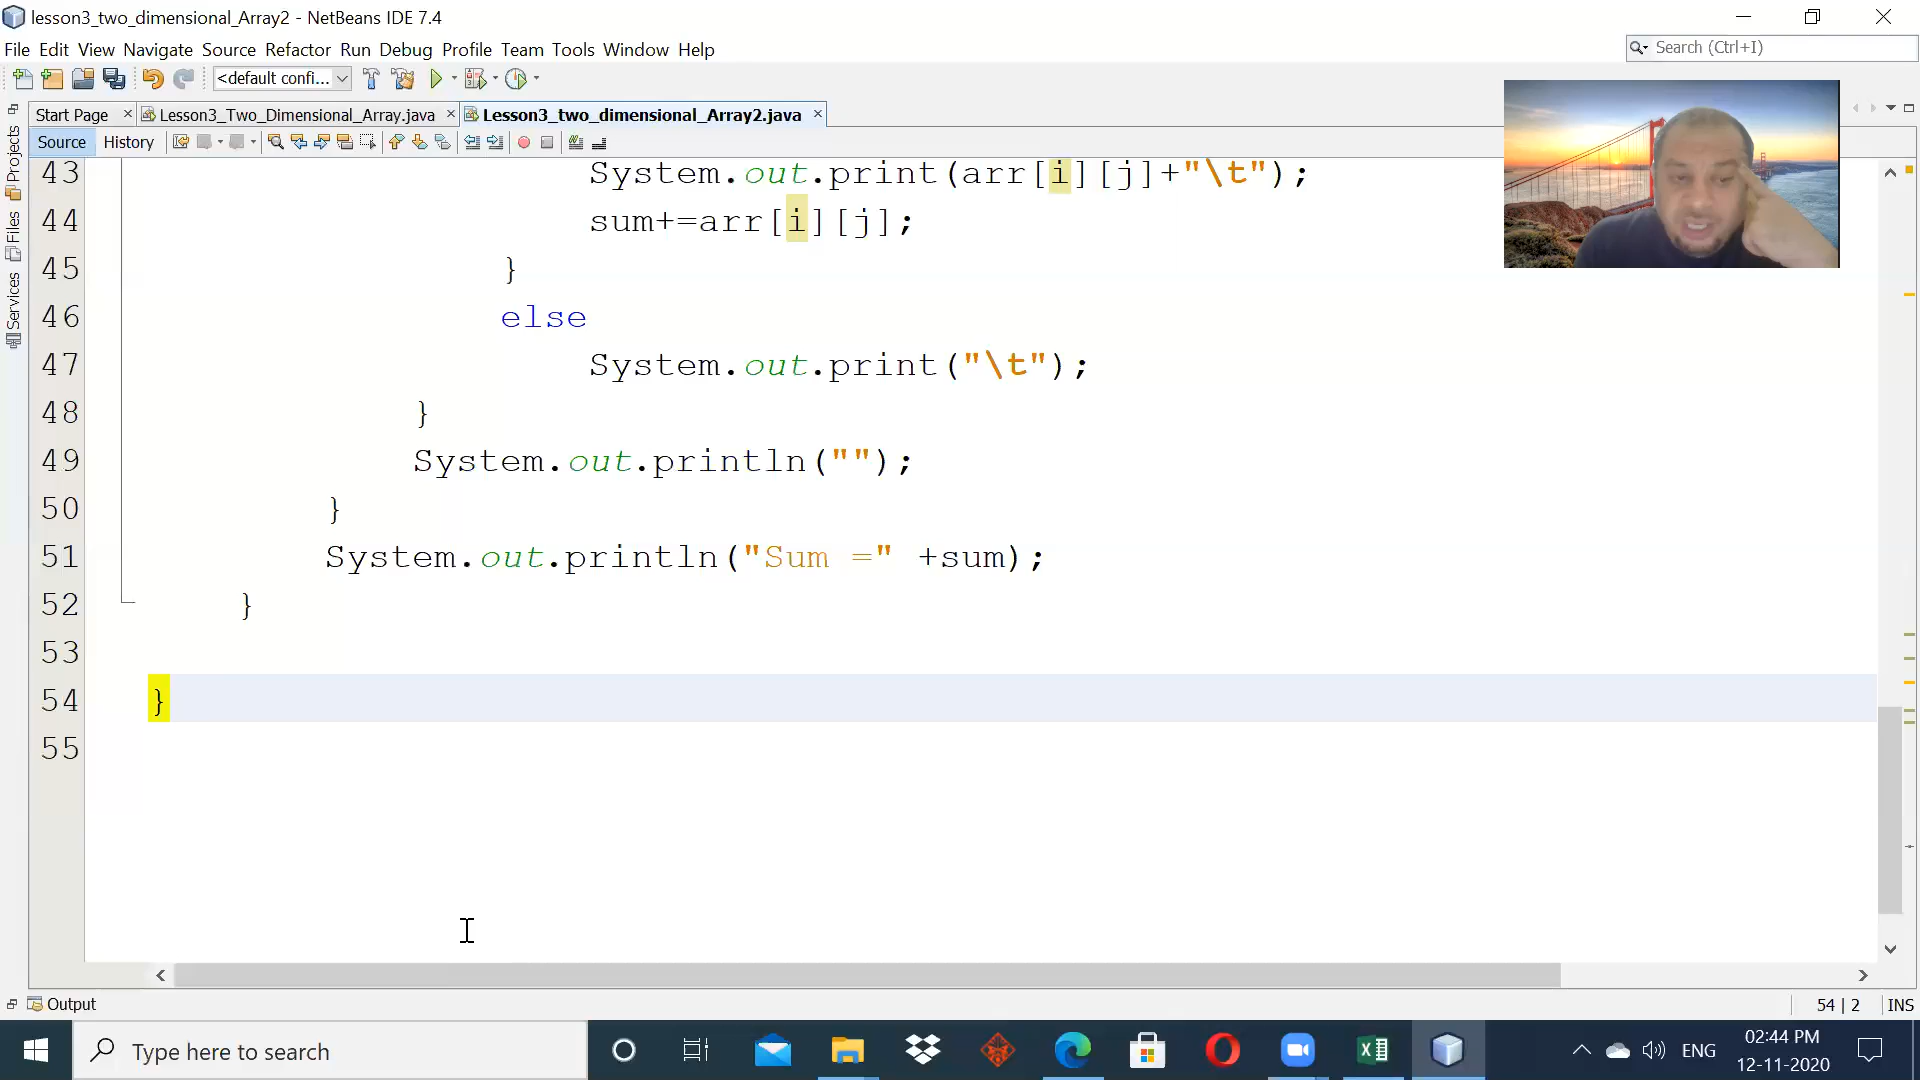 lesson3_two_dimensional_Array2 - NetBeans IDE 7.4
File Edit View Navigate Source Refactor Run Debug Profile Team Tools Window Help
Search (Ctrl+I)
<default confi...
Start Page Lesson3_Two_Dimensional_Array.java Lesson3_two_dimensional_Array2.java
Source History
Projects
Files
Services
43 System.out.print(arr[i][j]+"\t");
44 sum+=arr[i][j];
45 }
46 else
47 System.out.print("\t");
48 }
49 System.out.println("");
50 }
51 System.out.println("Sum =" +sum);
52 }
53
54 }
55
Output
54 | 2 INS
Type here to search
ENG
02:44 PM
12-11-2020